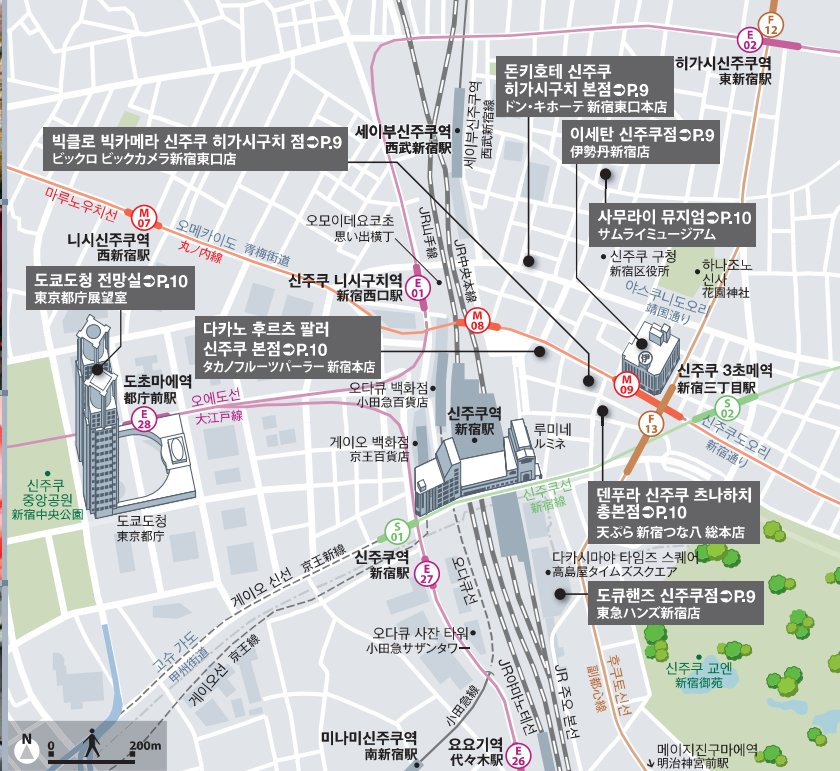 F
12
E
02
히가시신주쿠역
東新宿駅
돈키호테 신주쿠
히가시구치 본점➲P.9
ドン・キホーテ 新宿東口本店
이세탄 신주쿠점➲P.9
伊勢丹新宿店
세이부신주쿠역
西武新宿駅
세이부신주쿠역
西武新宿線
빅클로 빅카메라 신주쿠 히가시구치 점➲P.9
ビックロ ビックカメラ新宿東口店
마루노우치선
M
07
니시신주쿠역
西新宿駅
오메카이도 青梅街道
丸ノ内線
오모이데요코초
思い出横丁
JR山手線
JR中央本線
사무라이 뮤지엄➲P.10
サムライミュージアム
신주쿠 구청
新宿区役所
하나조노
신사
花園神社
야스쿠니도오리
靖国通り
도쿄도청 전망실➲P.10
東京都庁展望室
신주쿠 니시구치역
新宿西口駅
E
01
M
08
다카노 후르츠 팔러
신주쿠 본점➲P.10
タカノフルーツパーラー 新宿本店
도초마에역
都庁前駅
E
28
오에도선
大江戸線
오다큐 백화점
小田急百貨店
게이오 백화점
京王百貨店
신주쿠역
新宿駅
루미네
ルミネ
M
09
신주쿠 3초메역
新宿三丁目駅
S
02
F
13
신주쿠도오리
新宿通り
신주쿠
중앙공원
新宿中央公園
도쿄도청
東京都庁
신주쿠선
新宿線
S
01
신주쿠역
新宿駅
E
27
게이오 신선 京王新線
오다큐선
덴푸라 신주쿠 츠나하치
총본점➲P.10
天ぷら 新宿つな八 総本店
다카시마야 타임즈 스퀘어
高島屋タイムズスクエア
도큐핸즈 신주쿠점➲P.9
東急ハンズ新宿店
고슈 가도
甲州街道
게이오선 京王線
오다큐 사잔 타워
小田急サザンタワー
小田急線
JR야마노테선
JR 주오 본선
후쿠토신선
副都心線
신주쿠 교엔
新宿御苑
N
0
200m
미나미신주쿠역
南新宿駅
요요기역
代々木駅
E
26
메이지진구마에역
明治神宮前駅